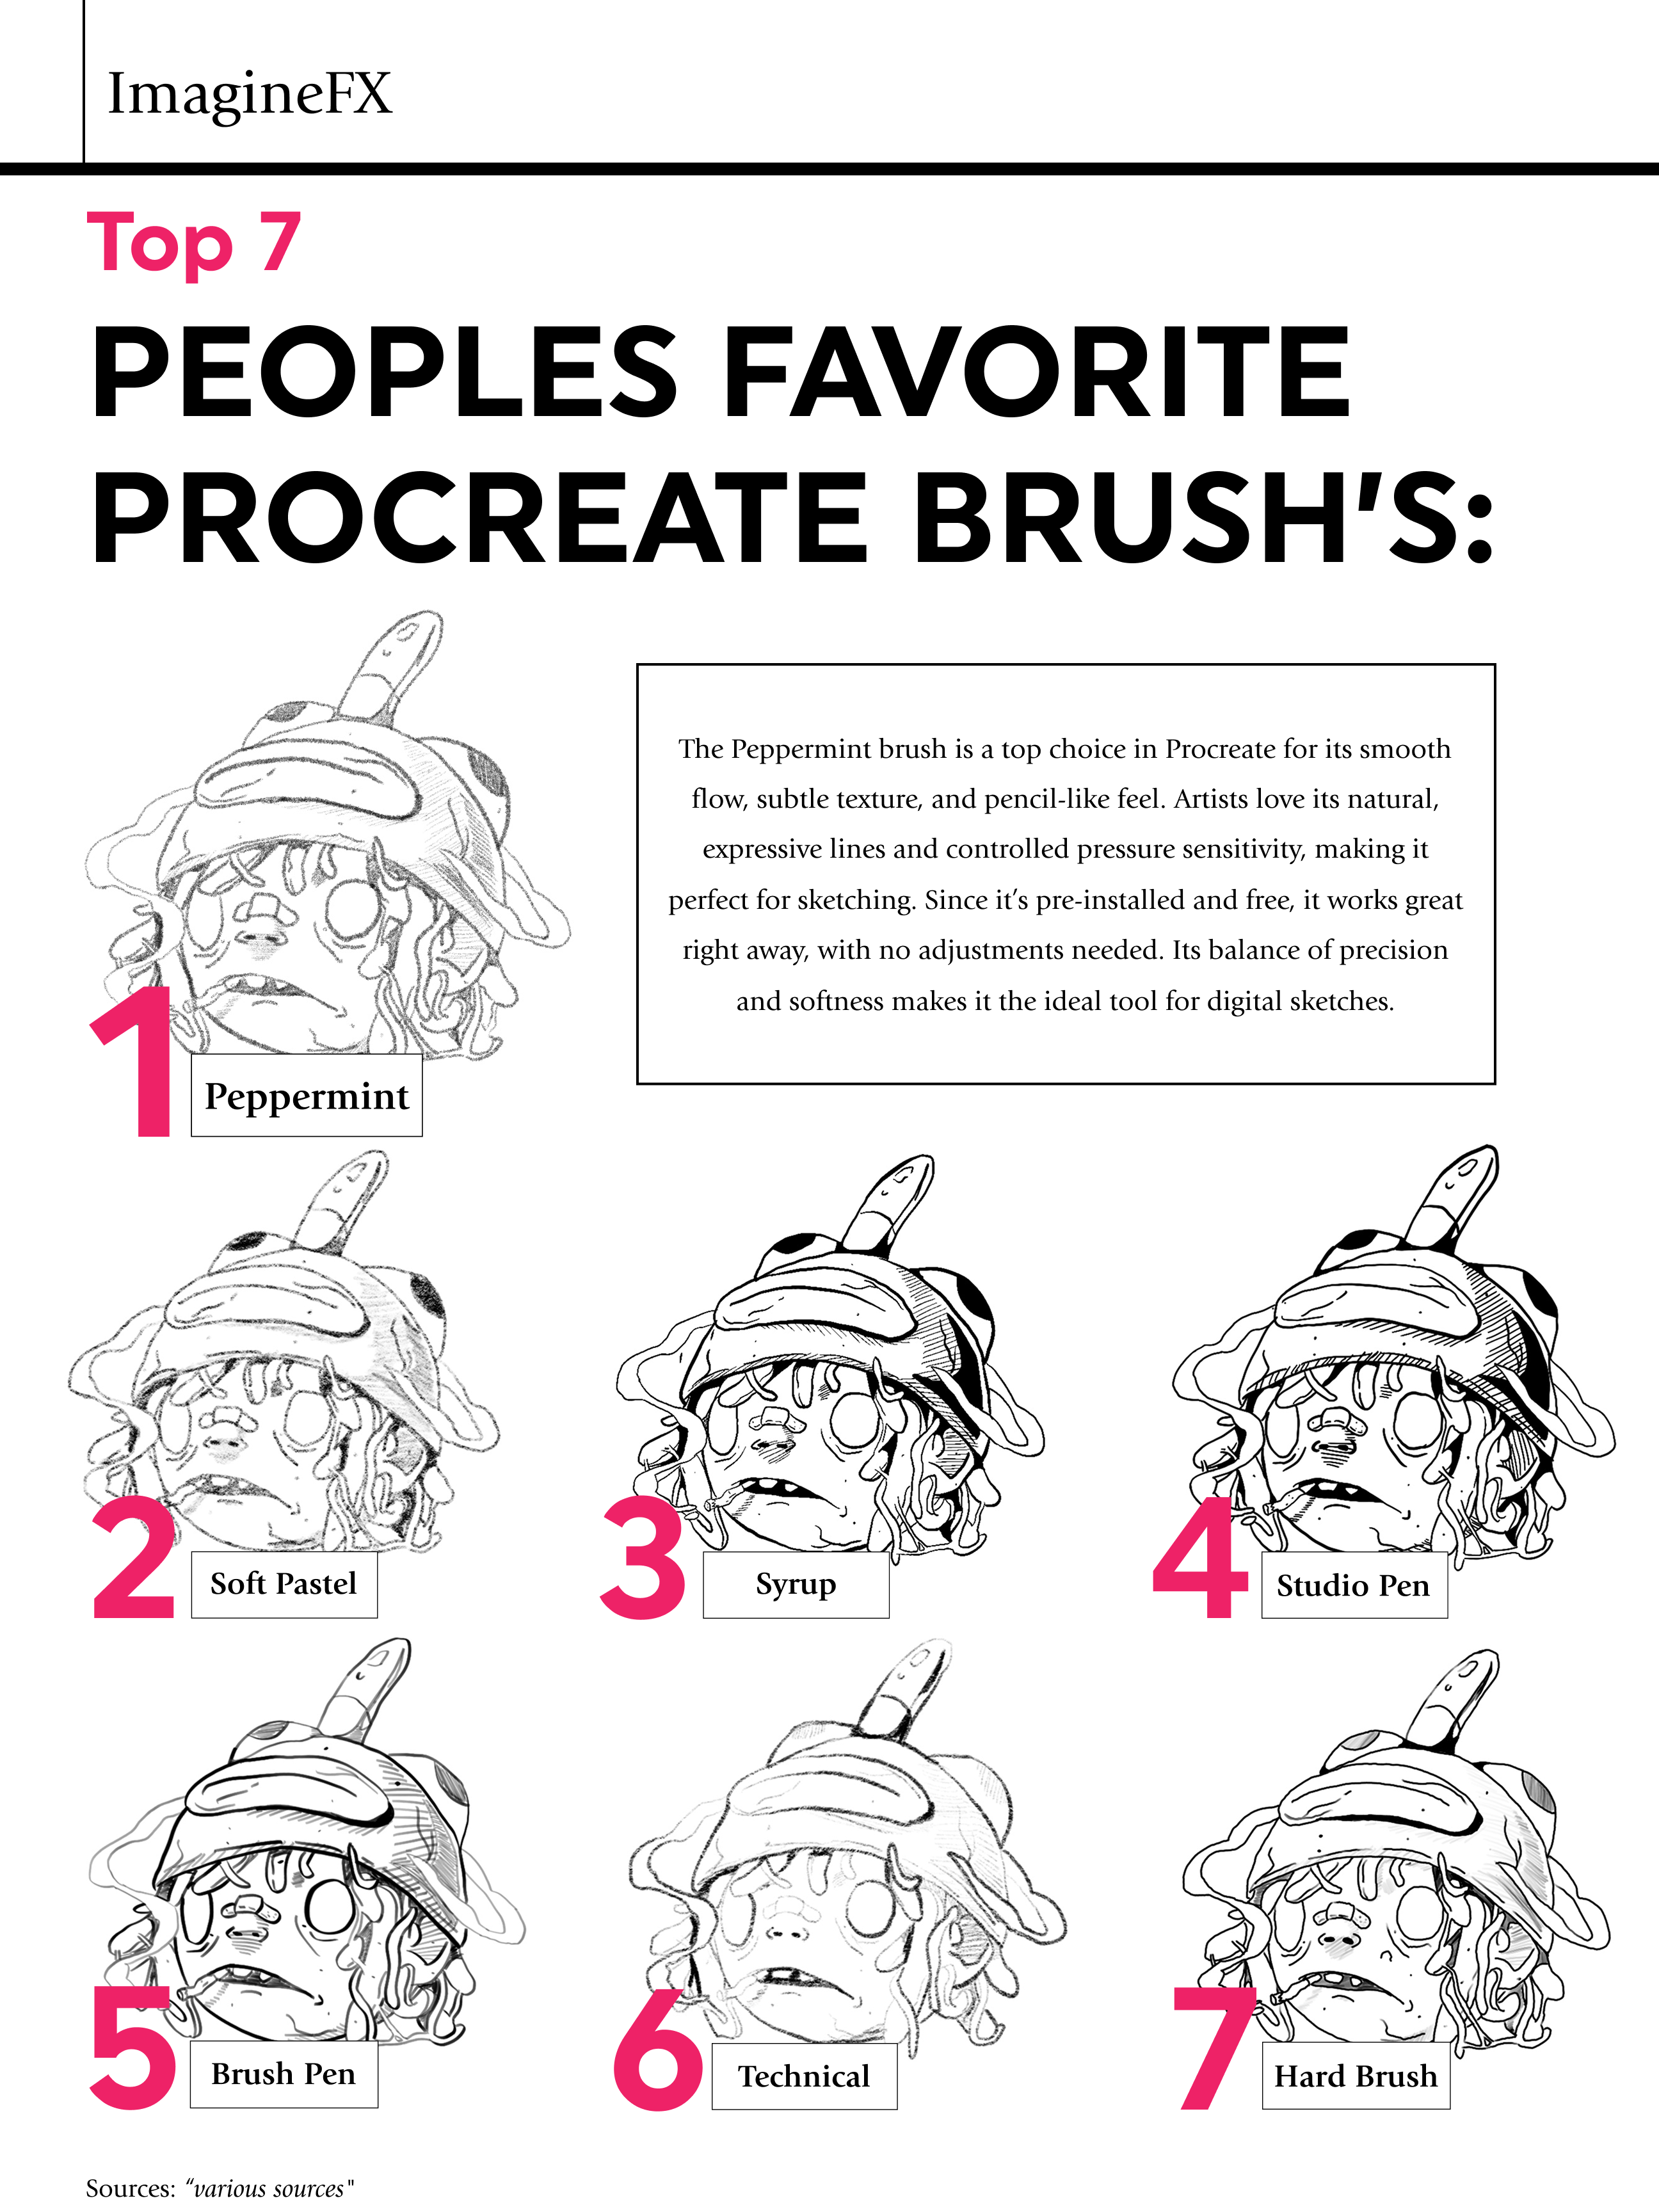 ImagineFX
Top 7
PEOPLES FAVORITE
PROCREATE BRUSH'S:
The Peppermint brush is a top choice in Procreate for its smooth
flow, subtle texture, and pencil-like feel. Artists love its natural,
expressive lines and controlled pressure sensitivity, making it
perfect for sketching. Since it’s pre-installed and free, it works great
right away, with no adjustments needed. Its balance of precision
and softness makes it the ideal tool for digital sketches.
1
Peppermint
2
Soft Pastel
3
Syrup
4
Studio Pen
5
Brush Pen
6
Technical
7
Hard Brush
Sources: “various sources"